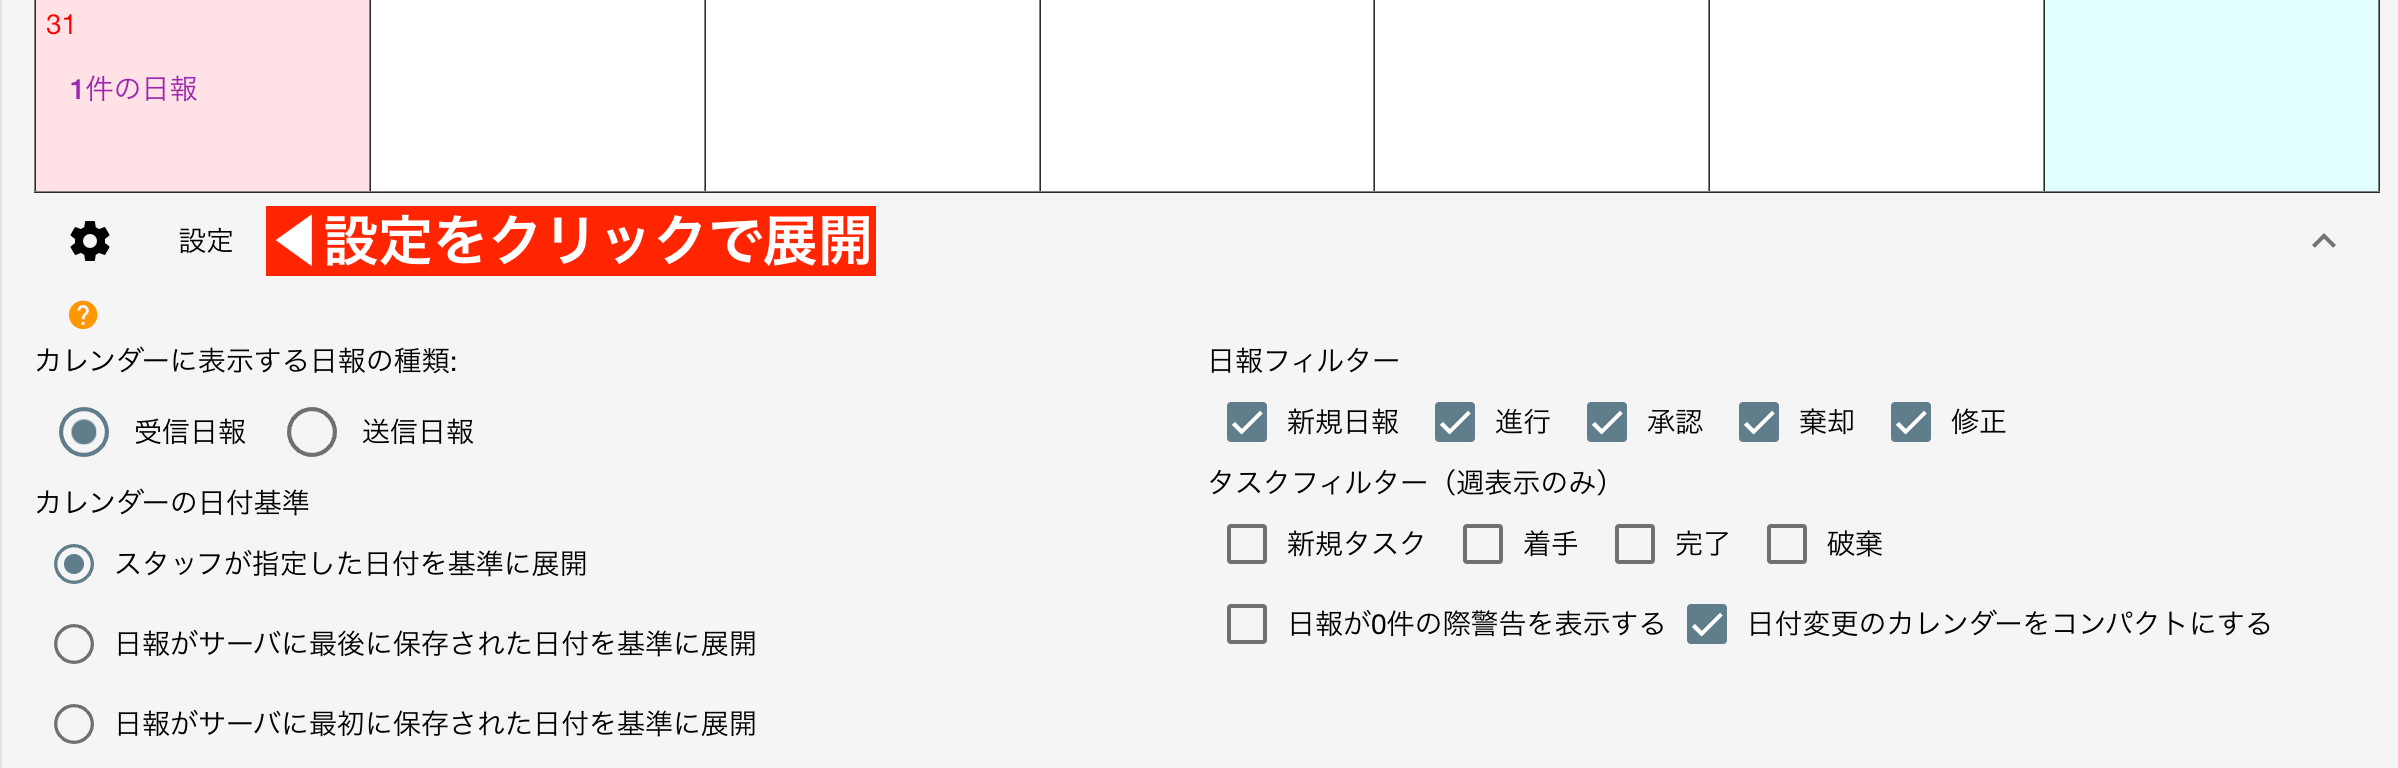 31
1件の日報
設定
◀設定をクリックで展開
?
カレンダーに表示する日報の種類:
受信日報 送信日報
カレンダーの日付基準
スタッフが指定した日付を基準に展開
日報がサーバに最後に保存された日付を基準に展開
日報がサーバに最初に保存された日付を基準に展開
日報フィルター
新規日報 進行 承認 棄却 修正
タスクフィルター（週表示のみ）
新規タスク 着手 完了 破棄
日報が0件の際警告を表示する 日付変更のカレンダーをコンパクトにする